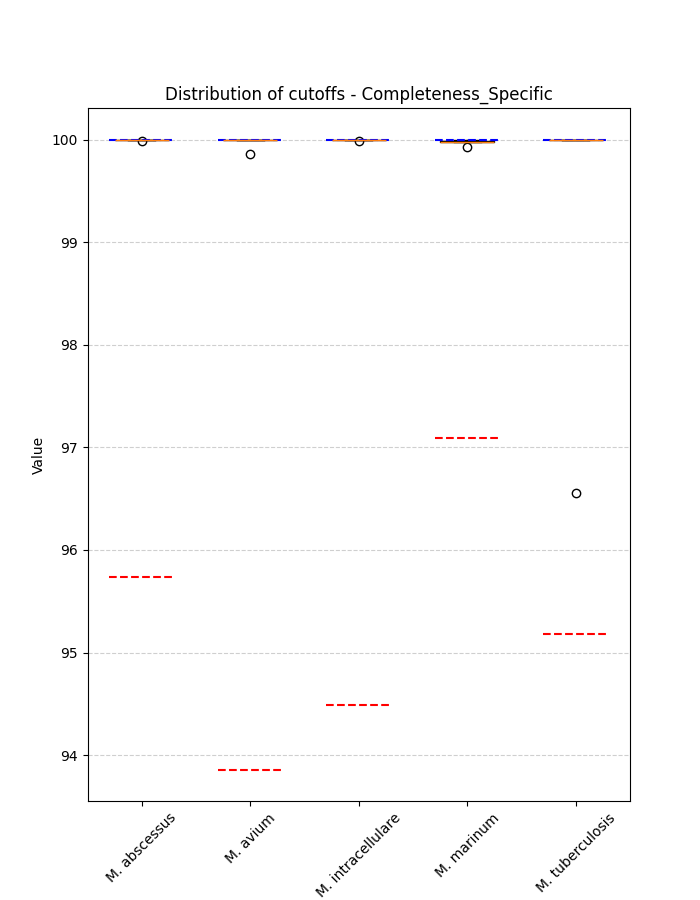 Distribution of cutoffs - Completeness_Specific
100
99
98
97
96
95
94
Value
M. abscessus
M. avium
M. intracellulare
M. marinum
M. tuberculosis